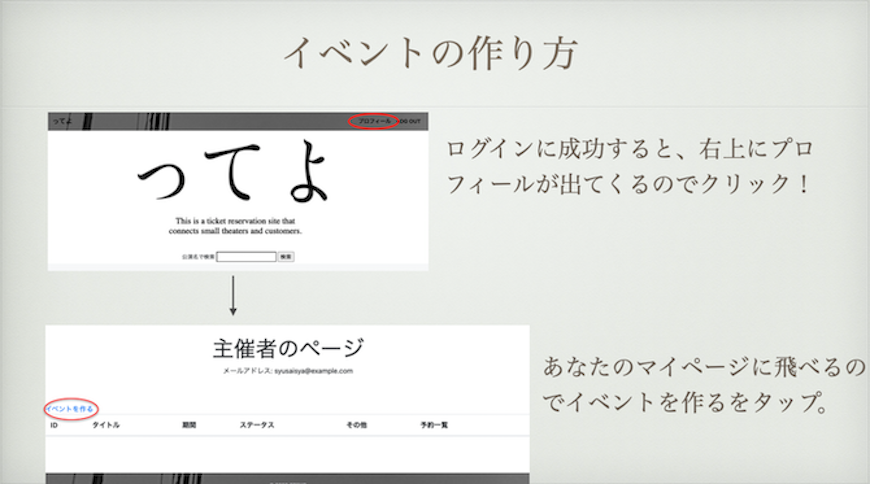 イベントの作り方
ってよ
プロフィール
OG OUT
ってよ
This is a ticket reservation site that
connects small theaters and customers.
公演名で検索
検索
ログインに成功すると、右上にプロ
フィールが出てくるのでクリック！
主催者のページ
メールアドレス: syusaisya@example.com
イベントを作る
ID タイトル 期間 ステータス その他 予約一覧
あなたのマイページに飛べるの
でイベントを作るをタップ。